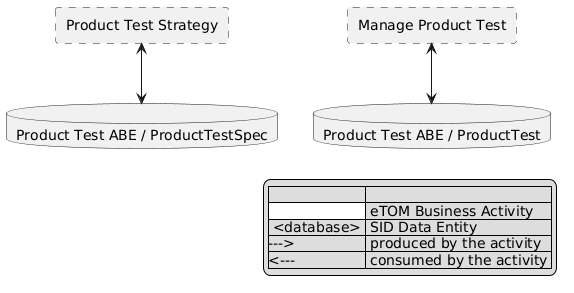 Product Test Strategy
Manage Product Test
Product Test ABE / ProductTestSpec
Product Test ABE / ProductTest
eTOM Business Activity
<database> SID Data Entity
---> produced by the activity
<--- consumed by the activity